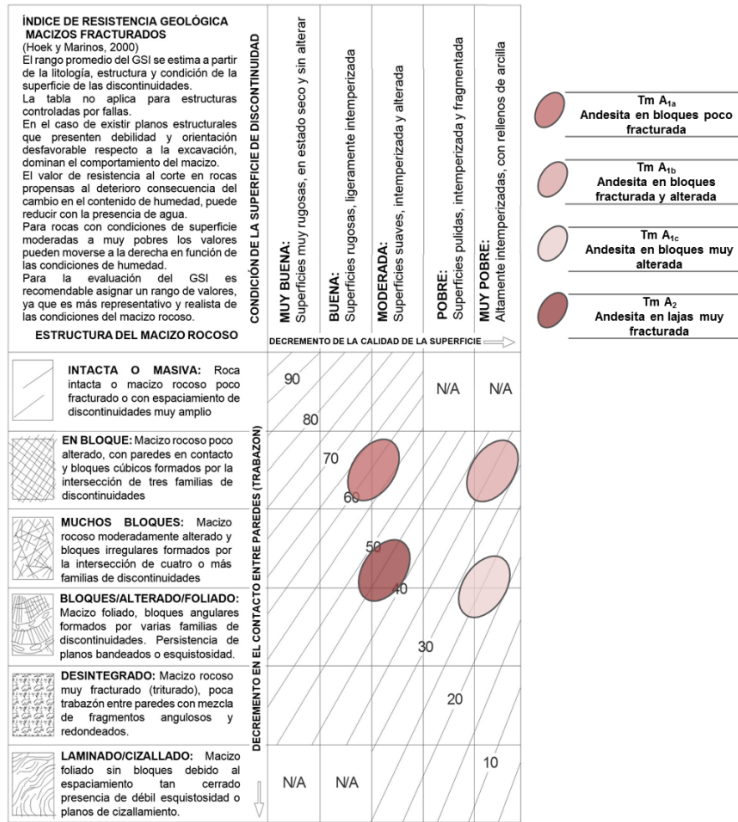 ÍNDICE DE RESISTENCIA GEOLÓGICA
MACIZOS FRACTURADOS
(Hoek y Marinos, 2000)
El rango promedio del GSI se estima a partir
de la litología, estructura y condición de la
superficie de las discontinuidades.
La tabla no aplica para estructuras
controladas por fallas.
En el caso de existir planos estructurales
que presenten debilidad y orientación
desfavorable respecto a la excavación,
dominan el comportamiento del macizo.
El valor de resistencia al corte en rocas
propensas al deterioro consecuencia del
cambio en el contenido de humedad, puede
reducir con la presencia de agua.
Para rocas con condiciones de superficie
moderadas a muy pobres los valores
pueden moverse a la derecha en función de
las condiciones de humedad.
Para la evaluación del GSI es
recomendable asignar un rango de valores,
ya que es más representativo y realista de
las condiciones del macizo rocoso.
ESTRUCTURA DEL MACIZO ROCOSO
CONDICIÓN DE LA SUPERFICIE DE DISCONTINUIDAD
MUY BUENA:
Superficies muy rugosas, en estado seco y sin alterar
BUENA:
Superficies rugosas, ligeramente intemperizada
MODERADA:
Superficies suaves, intemperizada y alterada
POBRE:
Superficies pulidas, intemperizada y fragmentada
MUY POBRE:
Altamente intemperizadas, con rellenos de arcilla
DECREMENTO DE LA CALIDAD DE LA SUPERFICIE
Tm A1a
Andesita en bloques poco
fracturada
Tm A1b
Andesita en bloques
fracturada y alterada
Tm A1c
Andesita en bloques muy
alterada
Tm A2
Andesita en lajas muy
fracturada
DECREMENTO EN EL CONTACTO ENTRE PAREDES (TRABAZON)
INTACTA O MASIVA: Roca
intacta o macizo rocoso poco
fracturado o con espaciamiento de
discontinuidades muy amplio
90
80
N/A
N/A
EN BLOQUE: Macizo rocoso poco
alterado, con paredes en contacto
y bloques cúbicos formados por la
intersección de tres familias de
discontinuidades
70
60
MUCHOS BLOQUES: Macizo
rocoso moderadamente alterado y
bloques irregulares formados por
la intersección de cuatro o más
familias de discontinuidades
50
40
BLOQUES/ALTERADO/FOLIADO:
Macizo foliado, bloques angulares
formados por varias familias de
discontinuidades. Persistencia de
planos bandeados o esquistosidad.
30
DESINTEGRADO: Macizo rocoso
muy fracturado (triturado), poca
trabazón entre paredes con mezcla
de fragmentos angulosos y
redondeados.
20
LAMINADO/CIZALLADO: Macizo
foliado sin bloques debido al
espaciamiento tan cerrado
presencia de débil esquistosidad o
planos de cizallamiento.
N/A
N/A
10